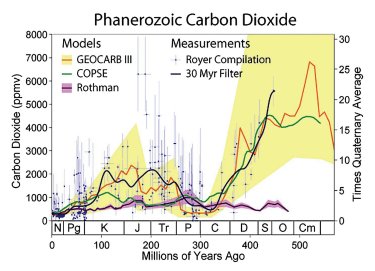 Phanerozoic Carbon Dioxide
Models
GEOCARB III
COPSE
Rothman
Measurements
Royer Compilation
30 Myr Filter
Carbon Dioxide (ppmv)
8000
7000
6000
5000
4000
3000
2000
1000
0
Times Quaternary Average
30
25
20
15
10
5
0
N Pg K J Tr P C D S O Cm
0 100 200 300 400 500
Millions of Years Ago